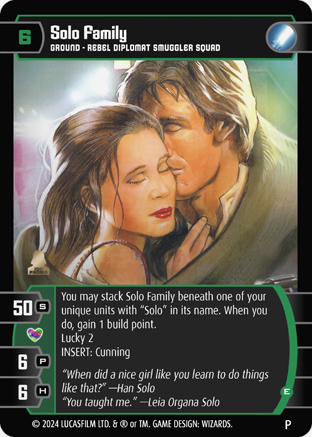 6 Solo Family
GROUND - REBEL DIPLOMAT SMUGGLER SQUAD
50 S
6 P
6 H
You may stack Solo Family beneath one of your
unique units with “Solo” in its name. When you
do, gain 1 build point.
Lucky 2
INSERT: Cunning
“When did a nice girl like you learn to do things
like that?” —Han Solo
“You taught me.” —Leia Organa Solo
E
© 2024 LUCASFILM LTD. & ® or TM. GAME DESIGN: WIZARDS.
P